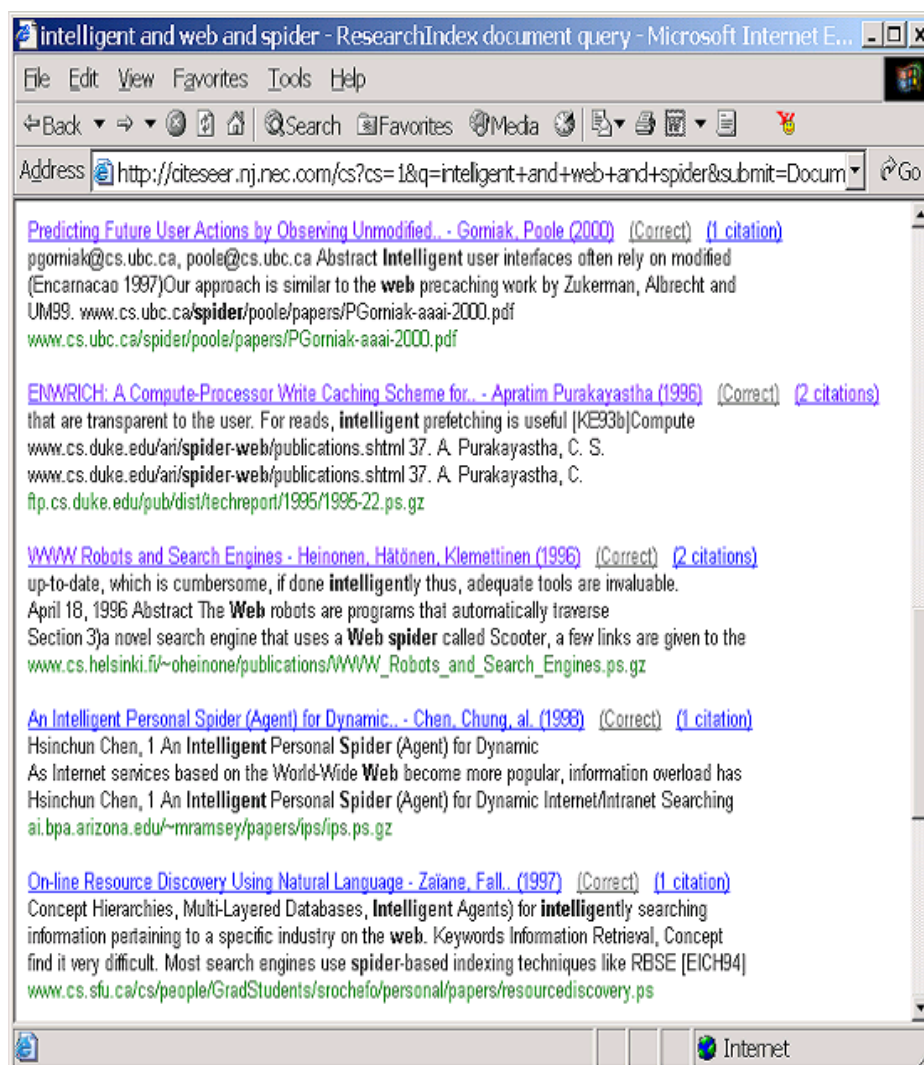 intelligent and web and spider - ResearchIndex document query - Microsoft Internet E...
File Edit View Favorites Tools Help
Back Search Favorites Media
Address http://citeseer.nj.nec.com/cs?cs=1&q=inteligent+and+web+and+spider&submit=Docum Go
Predicting Future User Actions by Observing Unmodified.. - Gorniak, Poole (2000) (Correct) (1 citation)
pgorniak@cs.ubc.ca, poole@cs.ubc.ca Abstract Intelligent user interfaces often rely on modified
(Encarnacao 1997)Our approach is similar to the web precaching work by Zukerman, Albrecht and
UM99. www.cs.ubc.ca/spider/poole/papers/PGorniak-aaai-2000.pdf
www.cs.ubc.ca/spider/poole/papers/PGorniak-aaai-2000.pdf
ENWRICH: A Compute-Processor Write Caching Scheme for.. - Apratim Purakayastha (1996) (Correct) (2 citations)
that are transparent to the user. For reads, intelligent prefetching is useful [KE93b]Compute
www.cs.duke.edu/ari/spider-web/publications.shtml 37. A. Purakayastha, C. S.
www.cs.duke.edu/ari/spider-web/publications.shtml 37. A. Purakayastha, C.
ftp.cs.duke.edu/pub/dist/techreport/1995/1995-22.ps.gz
WWW Robots and Search Engines - Heinonen, Hätönen, Klemettinen (1996) (Correct) (2 citations)
up-to-date, which is cumbersome, if done intelligently thus, adequate tools are invaluable.
April 18, 1996 Abstract The Web robots are programs that automatically traverse
Section 3)a novel search engine that uses a Web spider called Scooter, a few links are given to the
www.cs.helsinki.fi/~oheinone/publications/WWW_Robots_and_Search_Engines.ps.gz
An Intelligent Personal Spider (Agent) for Dynamic.. - Chen, Chung, al. (1998) (Correct) (1 citation)
Hsinchun Chen, 1 An Intelligent Personal Spider (Agent) for Dynamic
As Internet services based on the World-Wide Web become more popular, information overload has
Hsinchun Chen, 1 An Intelligent Personal Spider (Agent) for Dynamic Internet/Intranet Searching
ai.bpa.arizona.edu/~mramsey/papers/ips/ips.ps.gz
On-line Resource Discovery Using Natural Language - Zaïane, Fall.. (1997) (Correct) (1 citation)
Concept Hierarchies, Multi-Layered Databases, Intelligent Agents) for intelligently searching
information pertaining to a specific industry on the web. Keywords Information Retrieval, Concept
find it very difficult. Most search engines use spider-based indexing techniques like RBSE [EICH94]
www.cs.sfu.ca/cs/people/GradStudents/srochefo/personal/papers/resourcediscovery.ps
Internet